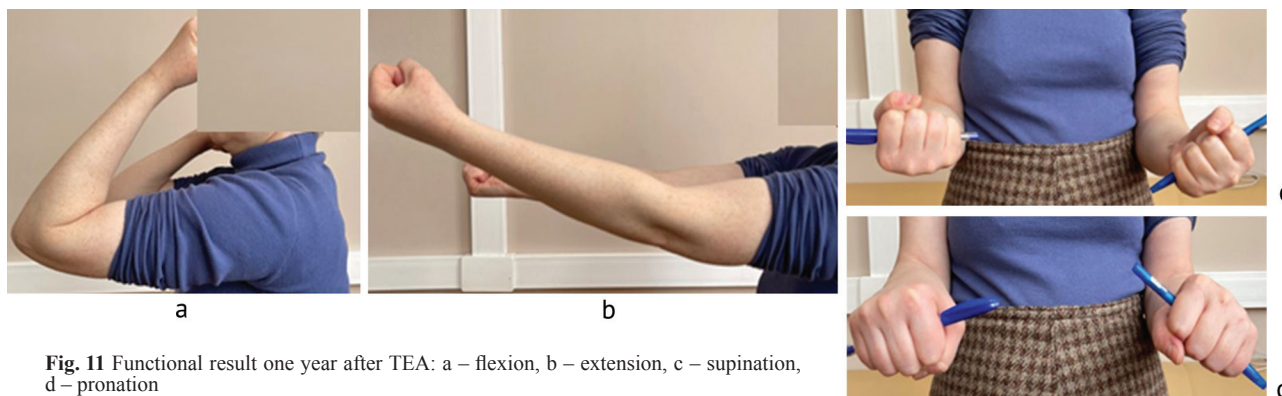 a
b
Fig. 11 Functional result one year after TEA: a – flexion, b – extension, c – supination,
d – pronation